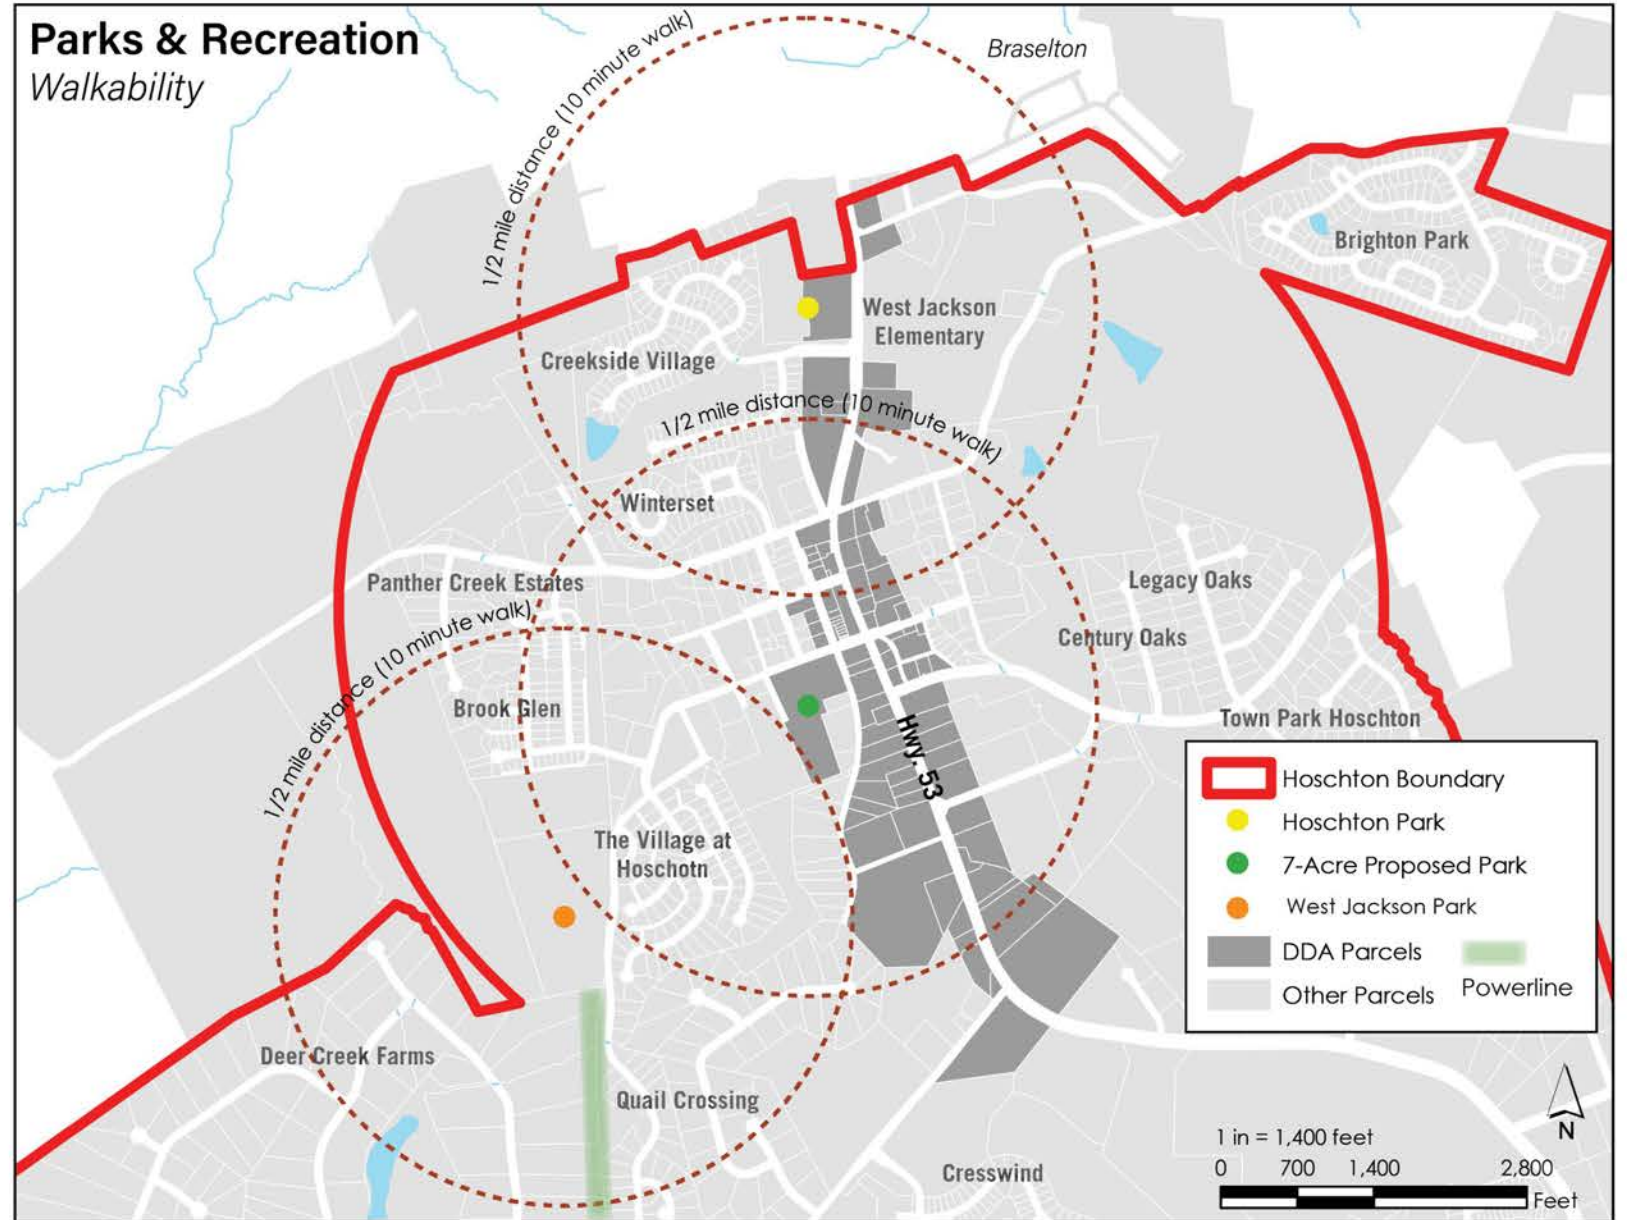 Parks & Recreation
Walkability
Braselton
1/2 mile distance (10 minute walk)
Brighton Park
West Jackson
Elementary
Creekside Village
1/2 mile distance (10 minute walk)
Winterset
Panther Creek Estates
Legacy Oaks
1/2 mile distance (10 minute walk)
Century Oaks
Brook Glen
Town Park Hoschton
Hwy. 53
The Village at
Hoschotn
Hoschton Boundary
Hoschton Park
7-Acre Proposed Park
West Jackson Park
DDA Parcels
Other Parcels
Powerline
Deer Creek Farms
Quail Crossing
Cresswind
N
1 in = 1,400 feet
0 700 1,400 2,800
Feet